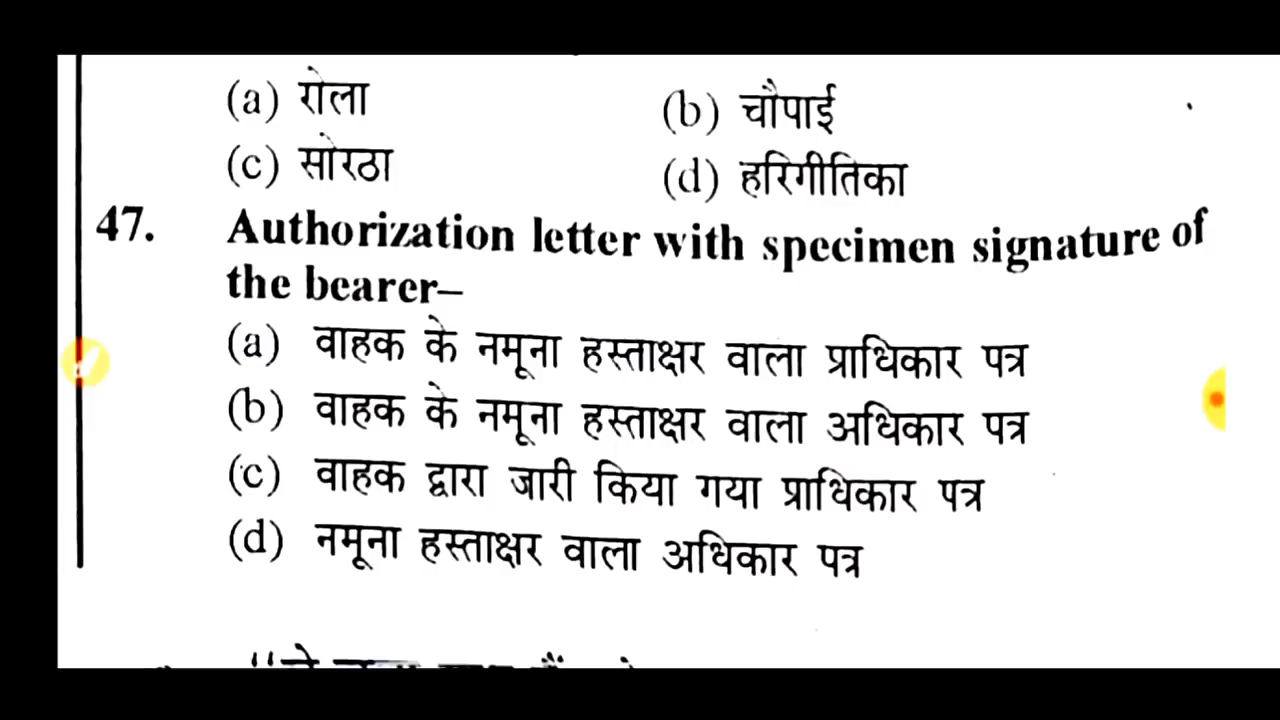 (a) रोला (b) चौपाई
(c) सोरठा (d) हरिगीतिका
47. Authorization letter with specimen signature of
the bearer–
(a) वाहक के नमूना हस्ताक्षर वाला प्राधिकार पत्र
(b) वाहक के नमूना हस्ताक्षर वाला अधिकार पत्र
(c) वाहक द्वारा जारी किया गया प्राधिकार पत्र
(d) नमूना हस्ताक्षर वाला अधिकार पत्र